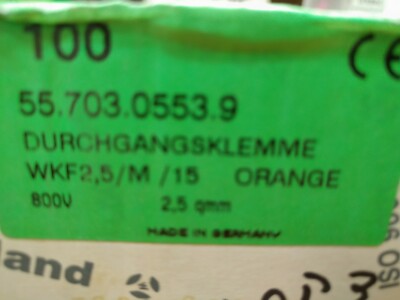 100 CE
55.703.0553.9
DURCHGANGSKLEMME
WKF2,5/M /15 ORANGE
800V 2,5 qmm
MADE IN GERMANY
land
ISO